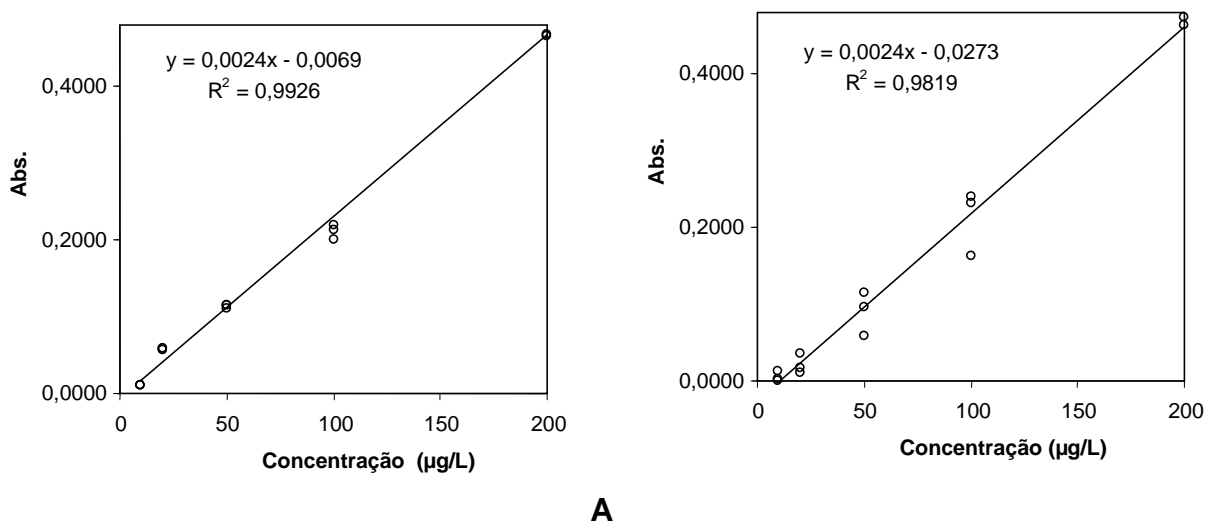 y = 0,0024x - 0,0069
R² = 0,9926
0,4000
0,2000
0,0000
Abs.
0 50 100 150 200
Concentração (µg/L)
y = 0,0024x - 0,0273
R² = 0,9819
0,4000
0,2000
0,0000
Abs.
0 50 100 150 200
Concentração (µg/L)
A